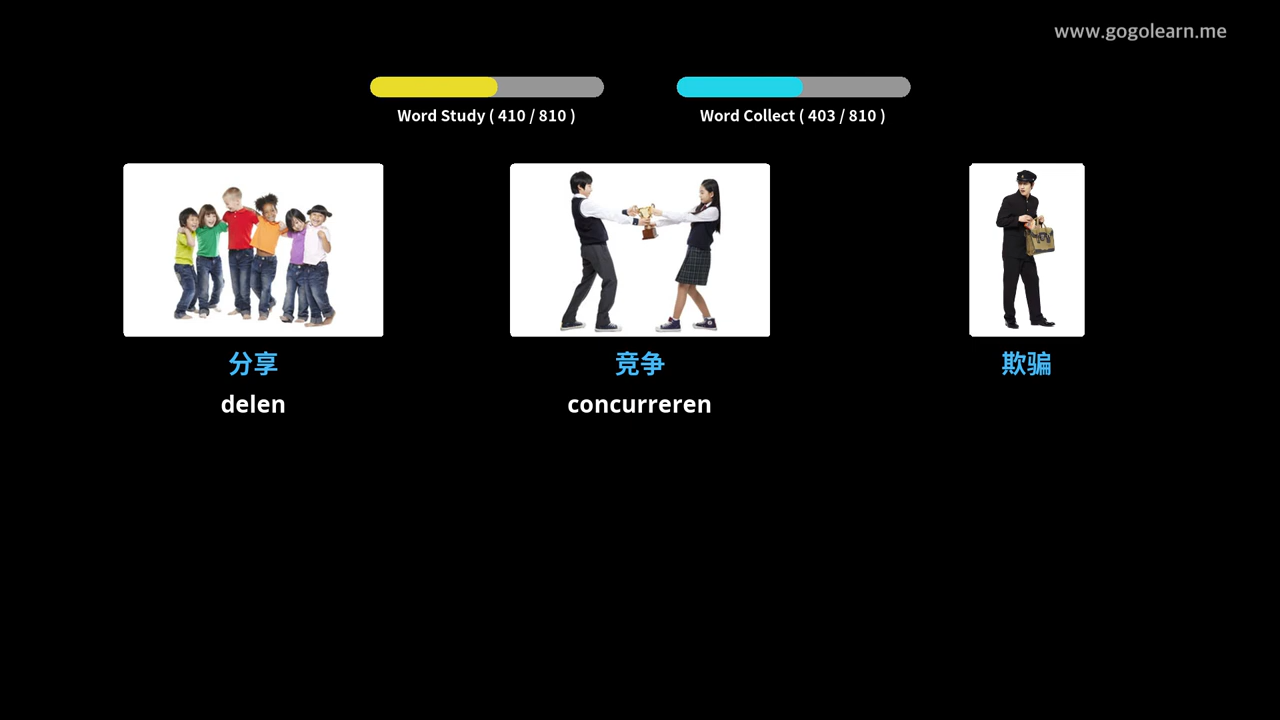 www.gogolearn.me
Word Study ( 410 / 810 )
Word Collect ( 403 / 810 )
分享
竞争
欺骗
delen
concurreren